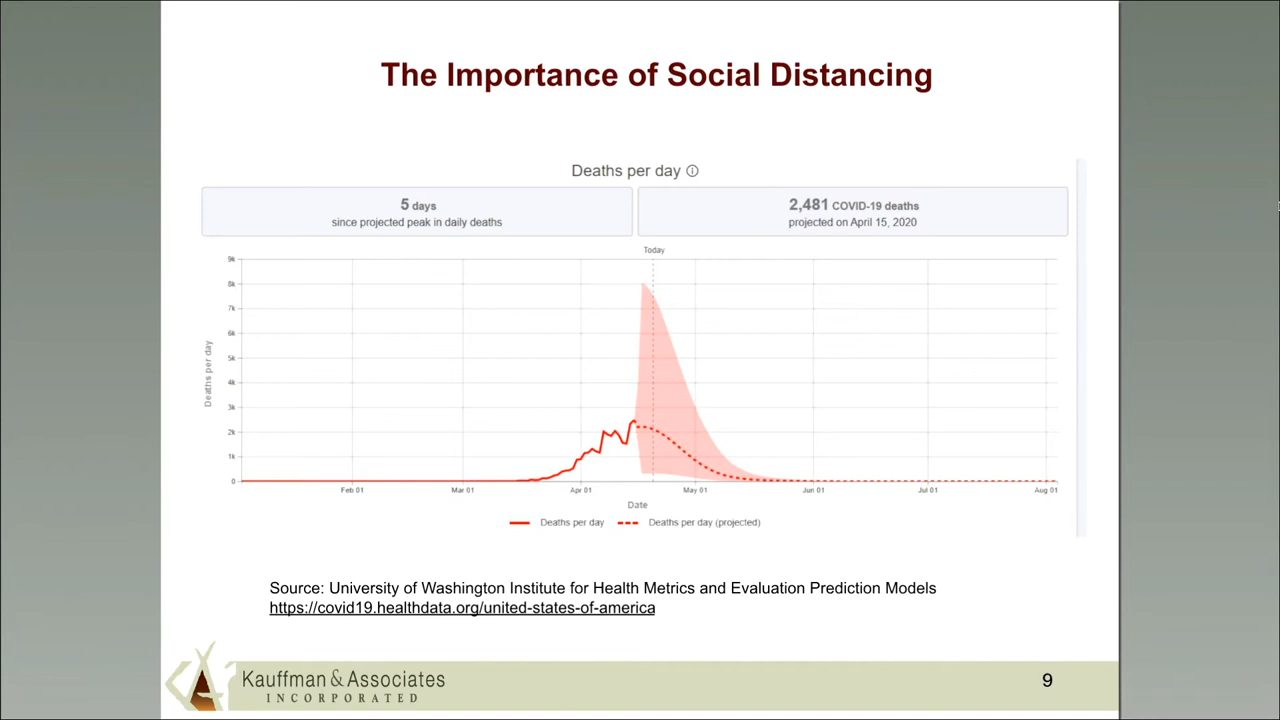 The Importance of Social Distancing
Deaths per day ⓘ
5 days
since projected peak in daily deaths
2,481 COVID-19 deaths
projected on April 15, 2020
Today
9k
8k
7k
6k
5k
4k
3k
2k
1k
0
Deaths per day
Feb 01
Mar 01
Apr 01
May 01
Jun 01
Jul 01
Aug 01
Date
Deaths per day
Deaths per day (projected)
Source: University of Washington Institute for Health Metrics and Evaluation Prediction Models
https://covid19.healthdata.org/united-states-of-america
Kauffman & Associates
INCORPORATED
9